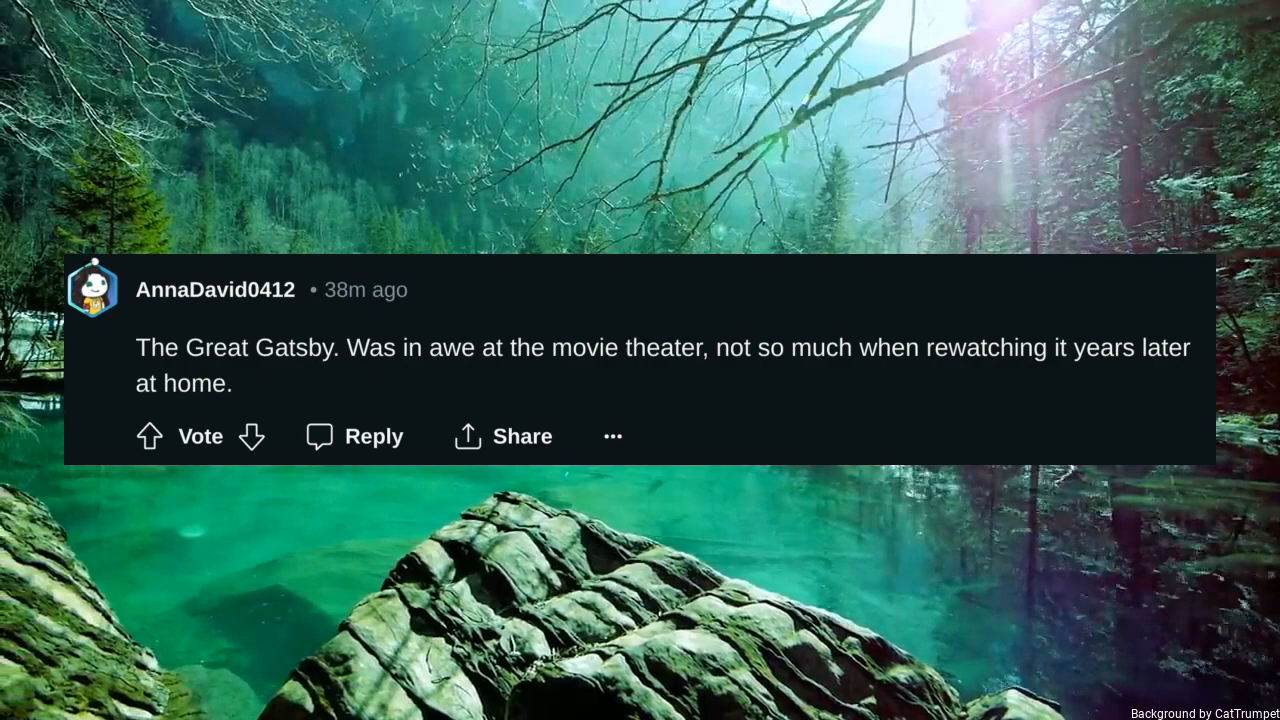 AnnaDavid0412 • 38m ago
The Great Gatsby. Was in awe at the movie theater, not so much when rewatching it years later
at home.
Vote Reply Share ···
Background by CatTrumpet